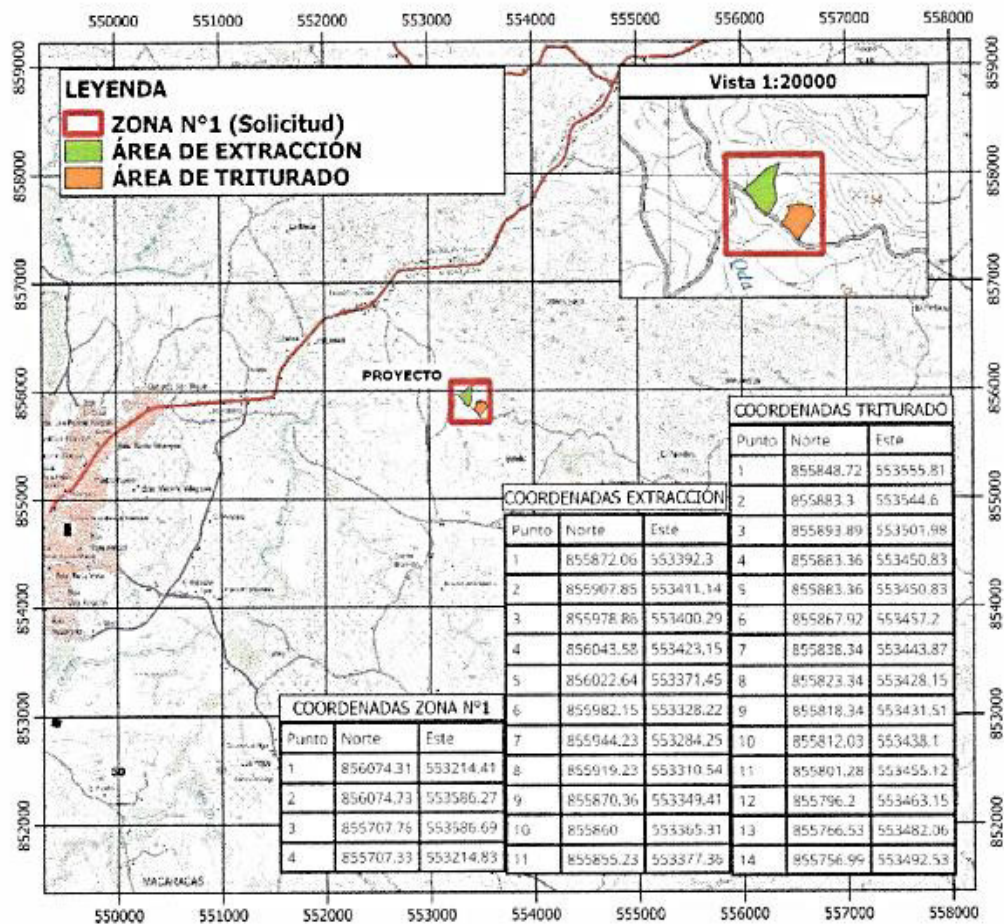 550000 551000 552000 553000 554000 555000 556000 557000 558000
859000
858000
857000
856000
855000
854000
853000
852000
859000
858000
857000
856000
855000
854000
853000
852000
LEYENDA
ZONA N°1 (Solicitud)
ÁREA DE EXTRACCIÓN
ÁREA DE TRITURADO
Vista 1:20000
PROYECTO
COORDENADAS TRITURADO
Punto Norte Este
1 855848.72 553555.81
2 855883.3 553544.6
3 855893.89 553501.98
4 855883.36 553450.83
5 855883.36 553450.83
6 855867.92 553457.2
7 855838.34 553443.87
8 855823.34 553428.15
9 855818.34 553431.51
10 855812.03 553438.1
11 855801.28 553455.12
12 855796.2 553463.15
13 855766.53 553482.06
14 855756.99 553492.53
COORDENADAS EXTRACCIÓN
Punto Norte Este
1 855872.06 553392.3
2 855907.85 553411.14
3 855978.86 553400.29
4 856043.58 553423.15
5 856022.64 553371.45
6 855982.15 553328.22
7 855944.23 553284.25
8 855919.23 553310.54
9 855870.36 553349.41
10 855860 553365.31
11 855855.23 553377.36
COORDENADAS ZONA N°1
Punto Norte Este
1 856074.31 553214.41
2 856074.73 553586.27
3 855707.76 553586.69
4 855707.33 553214.83
MACARACAS
550000 551000 552000 553000 554000 555000 556000 557000 558000